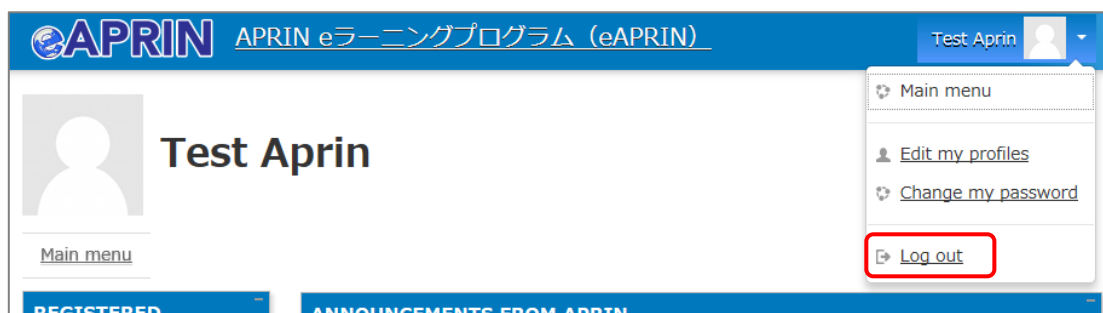 eAPRIN APRIN eラーニングプログラム（eAPRIN） Test Aprin
Main menu
Test Aprin
Edit my profiles
Change my password
Main menu
Log out
REGISTERED
ANNOUNCEMENTS FROM APRIN